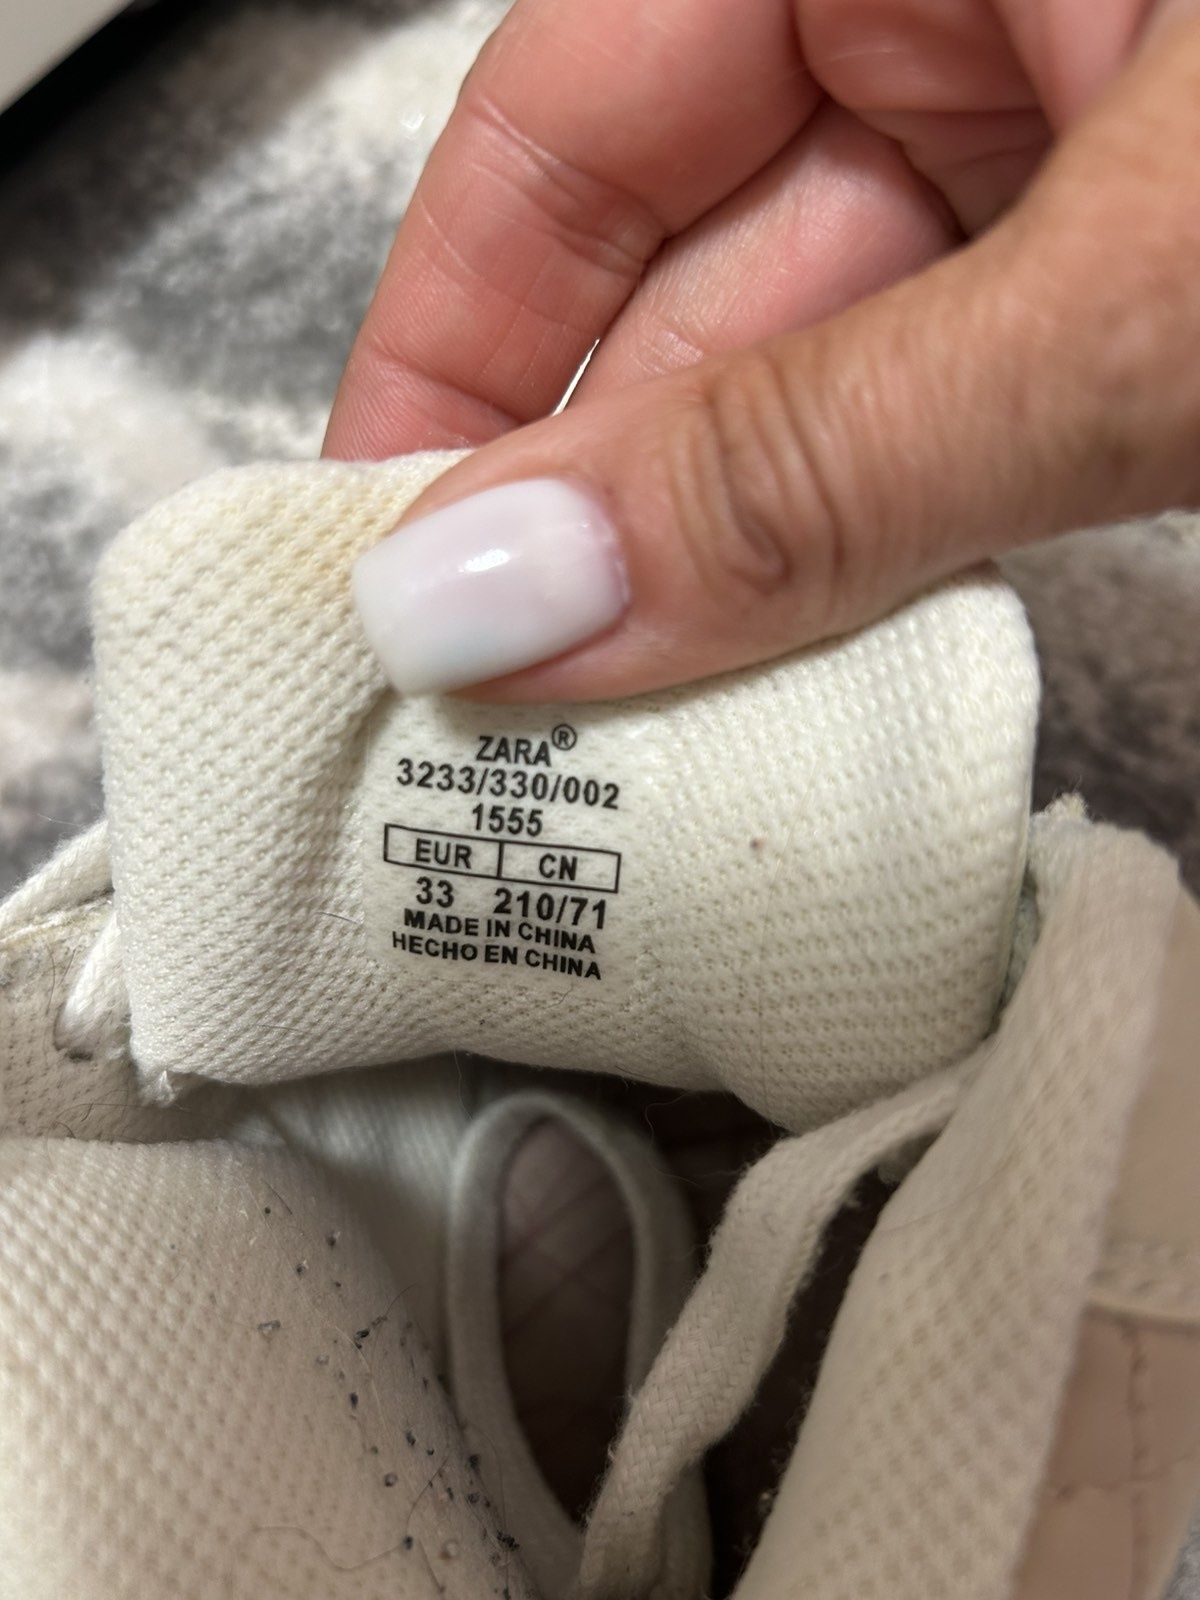 ZARA®
3233/330/002
1555
EUR CN
33 210/71
MADE IN CHINA
HECHO EN CHINA